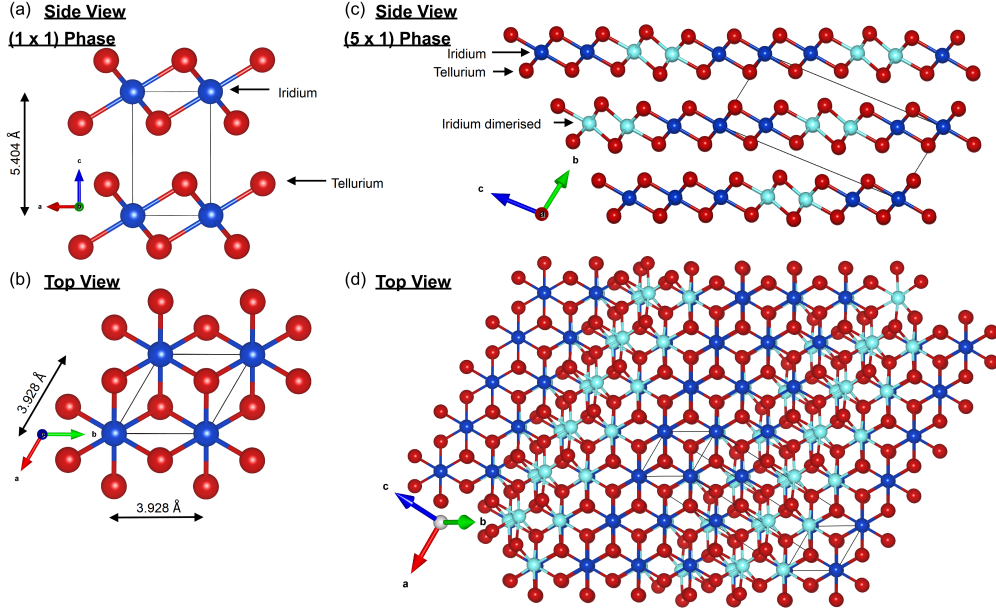 (a) Side View
(1 x 1) Phase
Iridium
5.404 Å
c
a
b
Tellurium
(b) Top View
3.928 Å
b
a
3.928 Å
(c) Side View
(5 x 1) Phase
Iridium
Tellurium
Iridium dimerised
b
c
a
(d) Top View
c
b
a